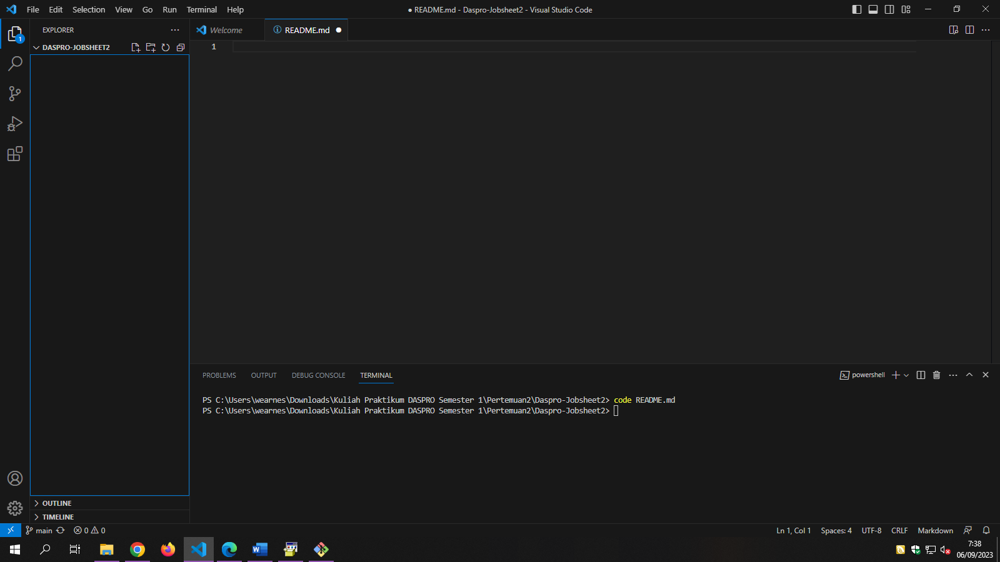 File Edit Selection View Go Run Terminal Help
● README.md - Daspro-Jobsheet2 - Visual Studio Code
EXPLORER
Welcome
README.md
1
DASPRO-JOBSHEET2
1
PROBLEMS OUTPUT DEBUG CONSOLE TERMINAL
powershell
PS C:\Users\wearnes\Downloads\Kuliah Praktikum DASPRO Semester 1\Pertemuan2\Daspro-Jobsheet2> code README.md
PS C:\Users\wearnes\Downloads\Kuliah Praktikum DASPRO Semester 1\Pertemuan2\Daspro-Jobsheet2>
OUTLINE
TIMELINE
main 0 0
Ln 1, Col 1 Spaces: 4 UTF-8 CRLF Markdown
7:38
06/09/2023